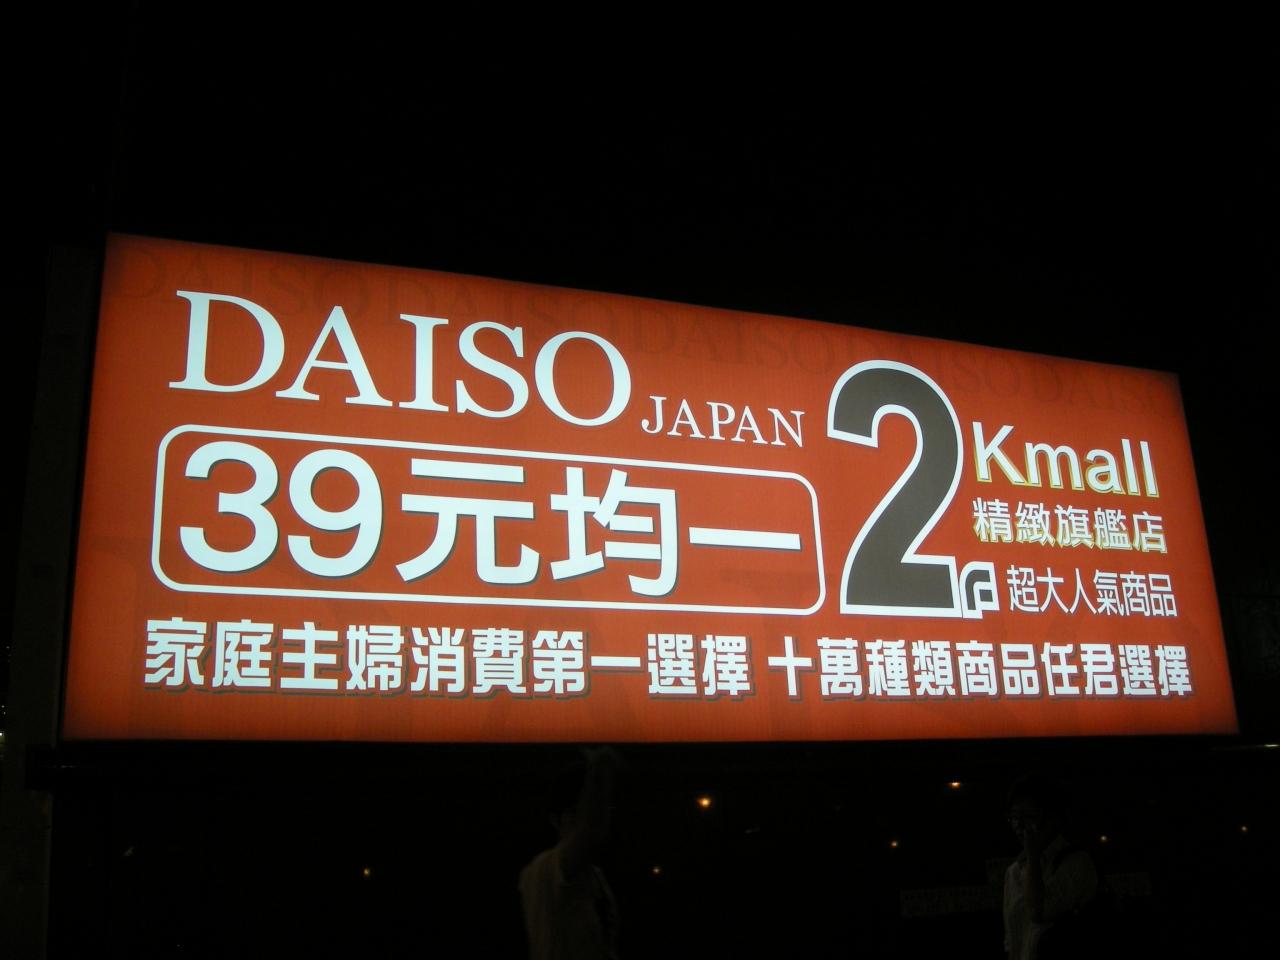 DAISO JAPAN
39元均一
2F
Kmall
精緻旗艦店
超大人氣商品
家庭主婦消費第一選擇 十萬種類商品任君選擇